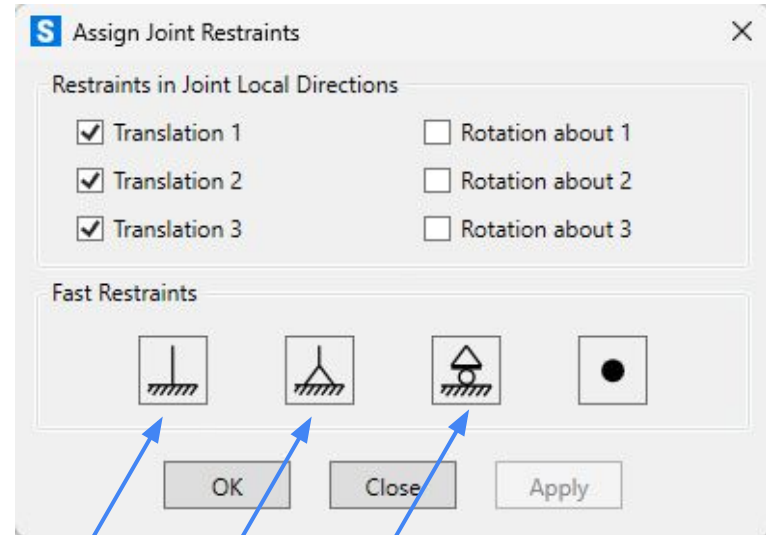 S Assign Joint Restraints
Restraints in Joint Local Directions
Translation 1 Rotation about 1
Translation 2 Rotation about 2
Translation 3 Rotation about 3
Fast Restraints
OK Close Apply